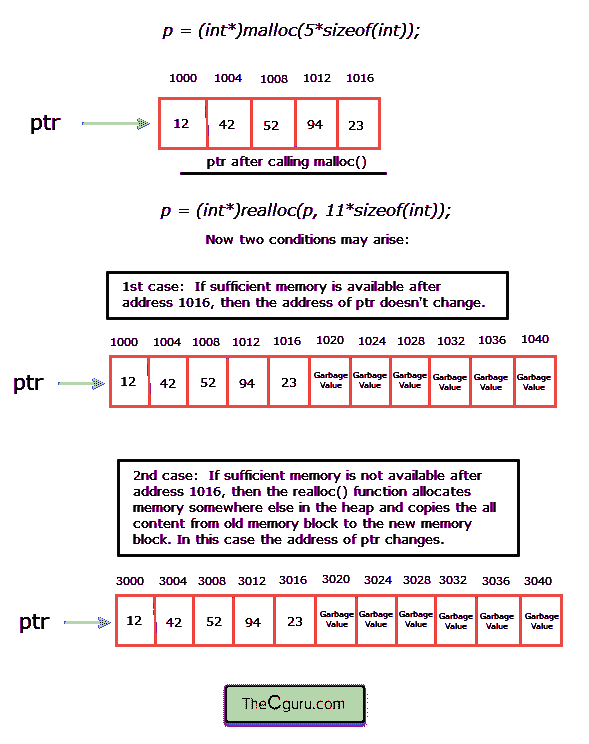 p = (int*)malloc(5*sizeof(int));
1000 1004 1008 1012 1016
ptr
12 42 52 94 23
ptr after calling malloc()
p = (int*)realloc(p, 11*sizeof(int));
Now two conditions may arise:
1st case: If sufficient memory is available after
address 1016, then the address of ptr doesn't change.
1000 1004 1008 1012 1016 1020 1024 1028 1032 1036 1040
ptr
12 42 52 94 23 Garbage Garbage Garbage Garbage Garbage Garbage
Value Value Value Value Value Value
2nd case: If sufficient memory is not available after
address 1016, then the realloc() function allocates
memory somewhere else in the heap and copies the all
content from old memory block to the new memory
block. In this case the address of ptr changes.
3000 3004 3008 3012 3016 3020 3024 3028 3032 3036 3040
ptr
12 42 52 94 23 Garbage Garbage Garbage Garbage Garbage Garbage
Value Value Value Value Value Value
TheCguru.com